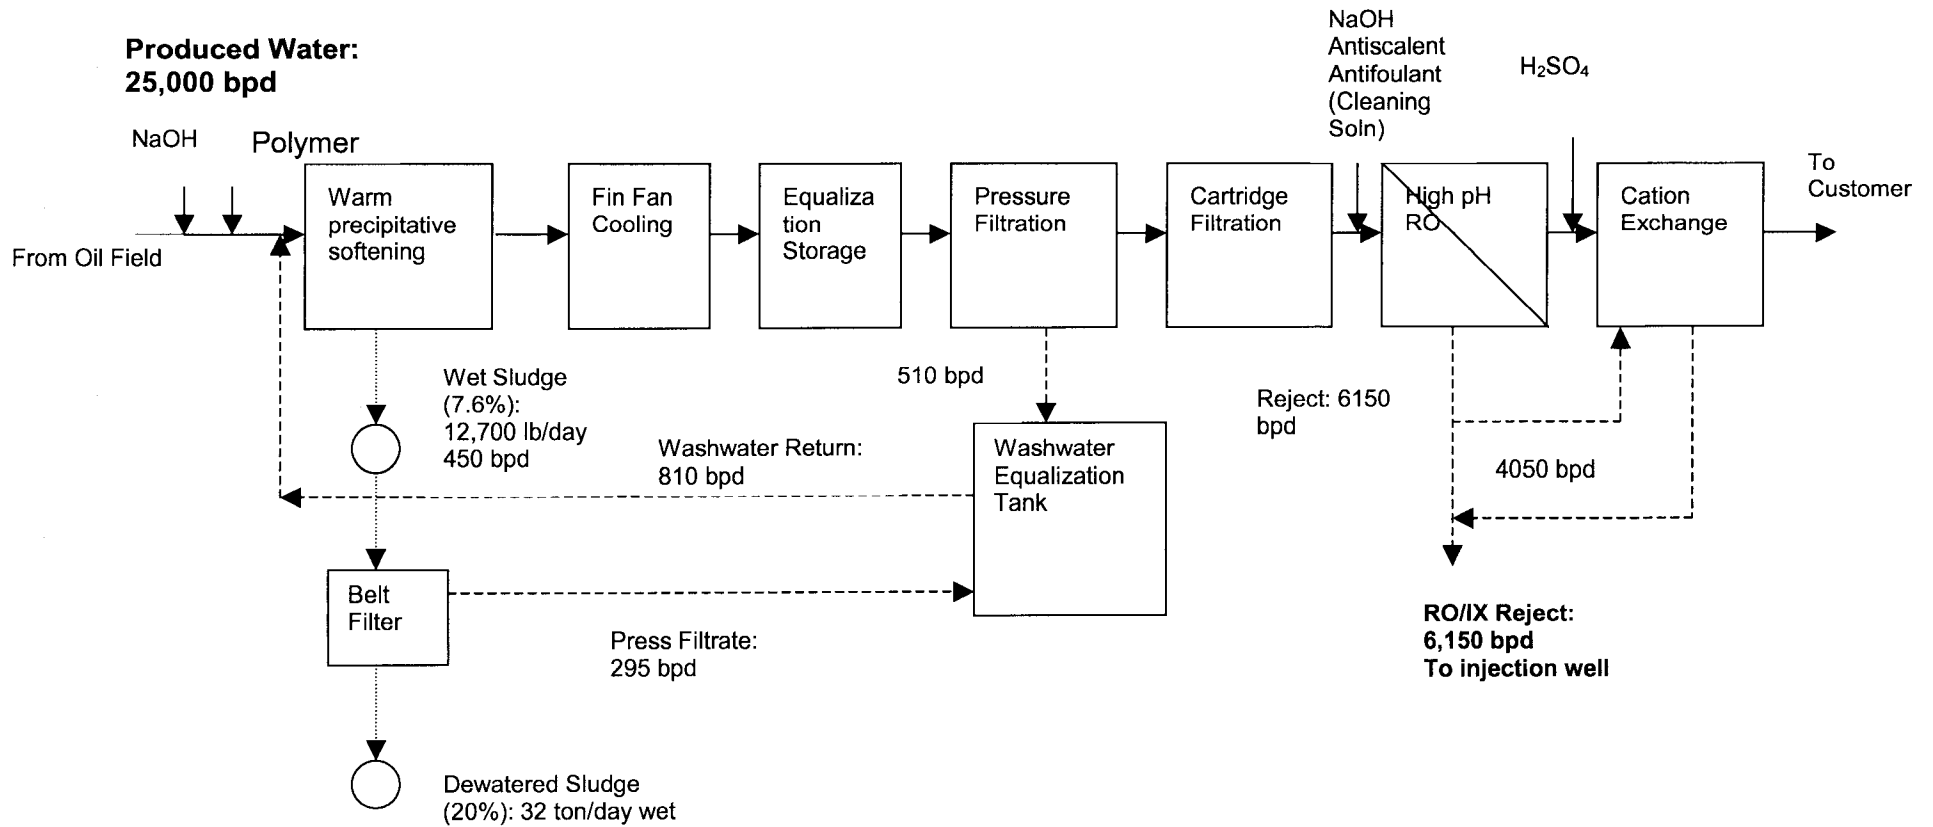 Produced Water:
25,000 bpd
NaOH
Polymer
From Oil Field
Warm
precipitative
softening
Fin Fan
Cooling
Equaliza
tion
Storage
Pressure
Filtration
Cartridge
Filtration
NaOH
Antiscalent
Antifoulant
(Cleaning
Soln)
High pH
RO
H₂SO₄
Cation
Exchange
To
Customer
Wet Sludge
(7.6%):
12,700 lb/day
450 bpd
510 bpd
Washwater Return:
810 bpd
Washwater
Equalization
Tank
Reject: 6150
bpd
4050 bpd
Belt
Filter
Press Filtrate:
295 bpd
RO/IX Reject:
6,150 bpd
To injection well
Dewatered Sludge
(20%): 32 ton/day wet